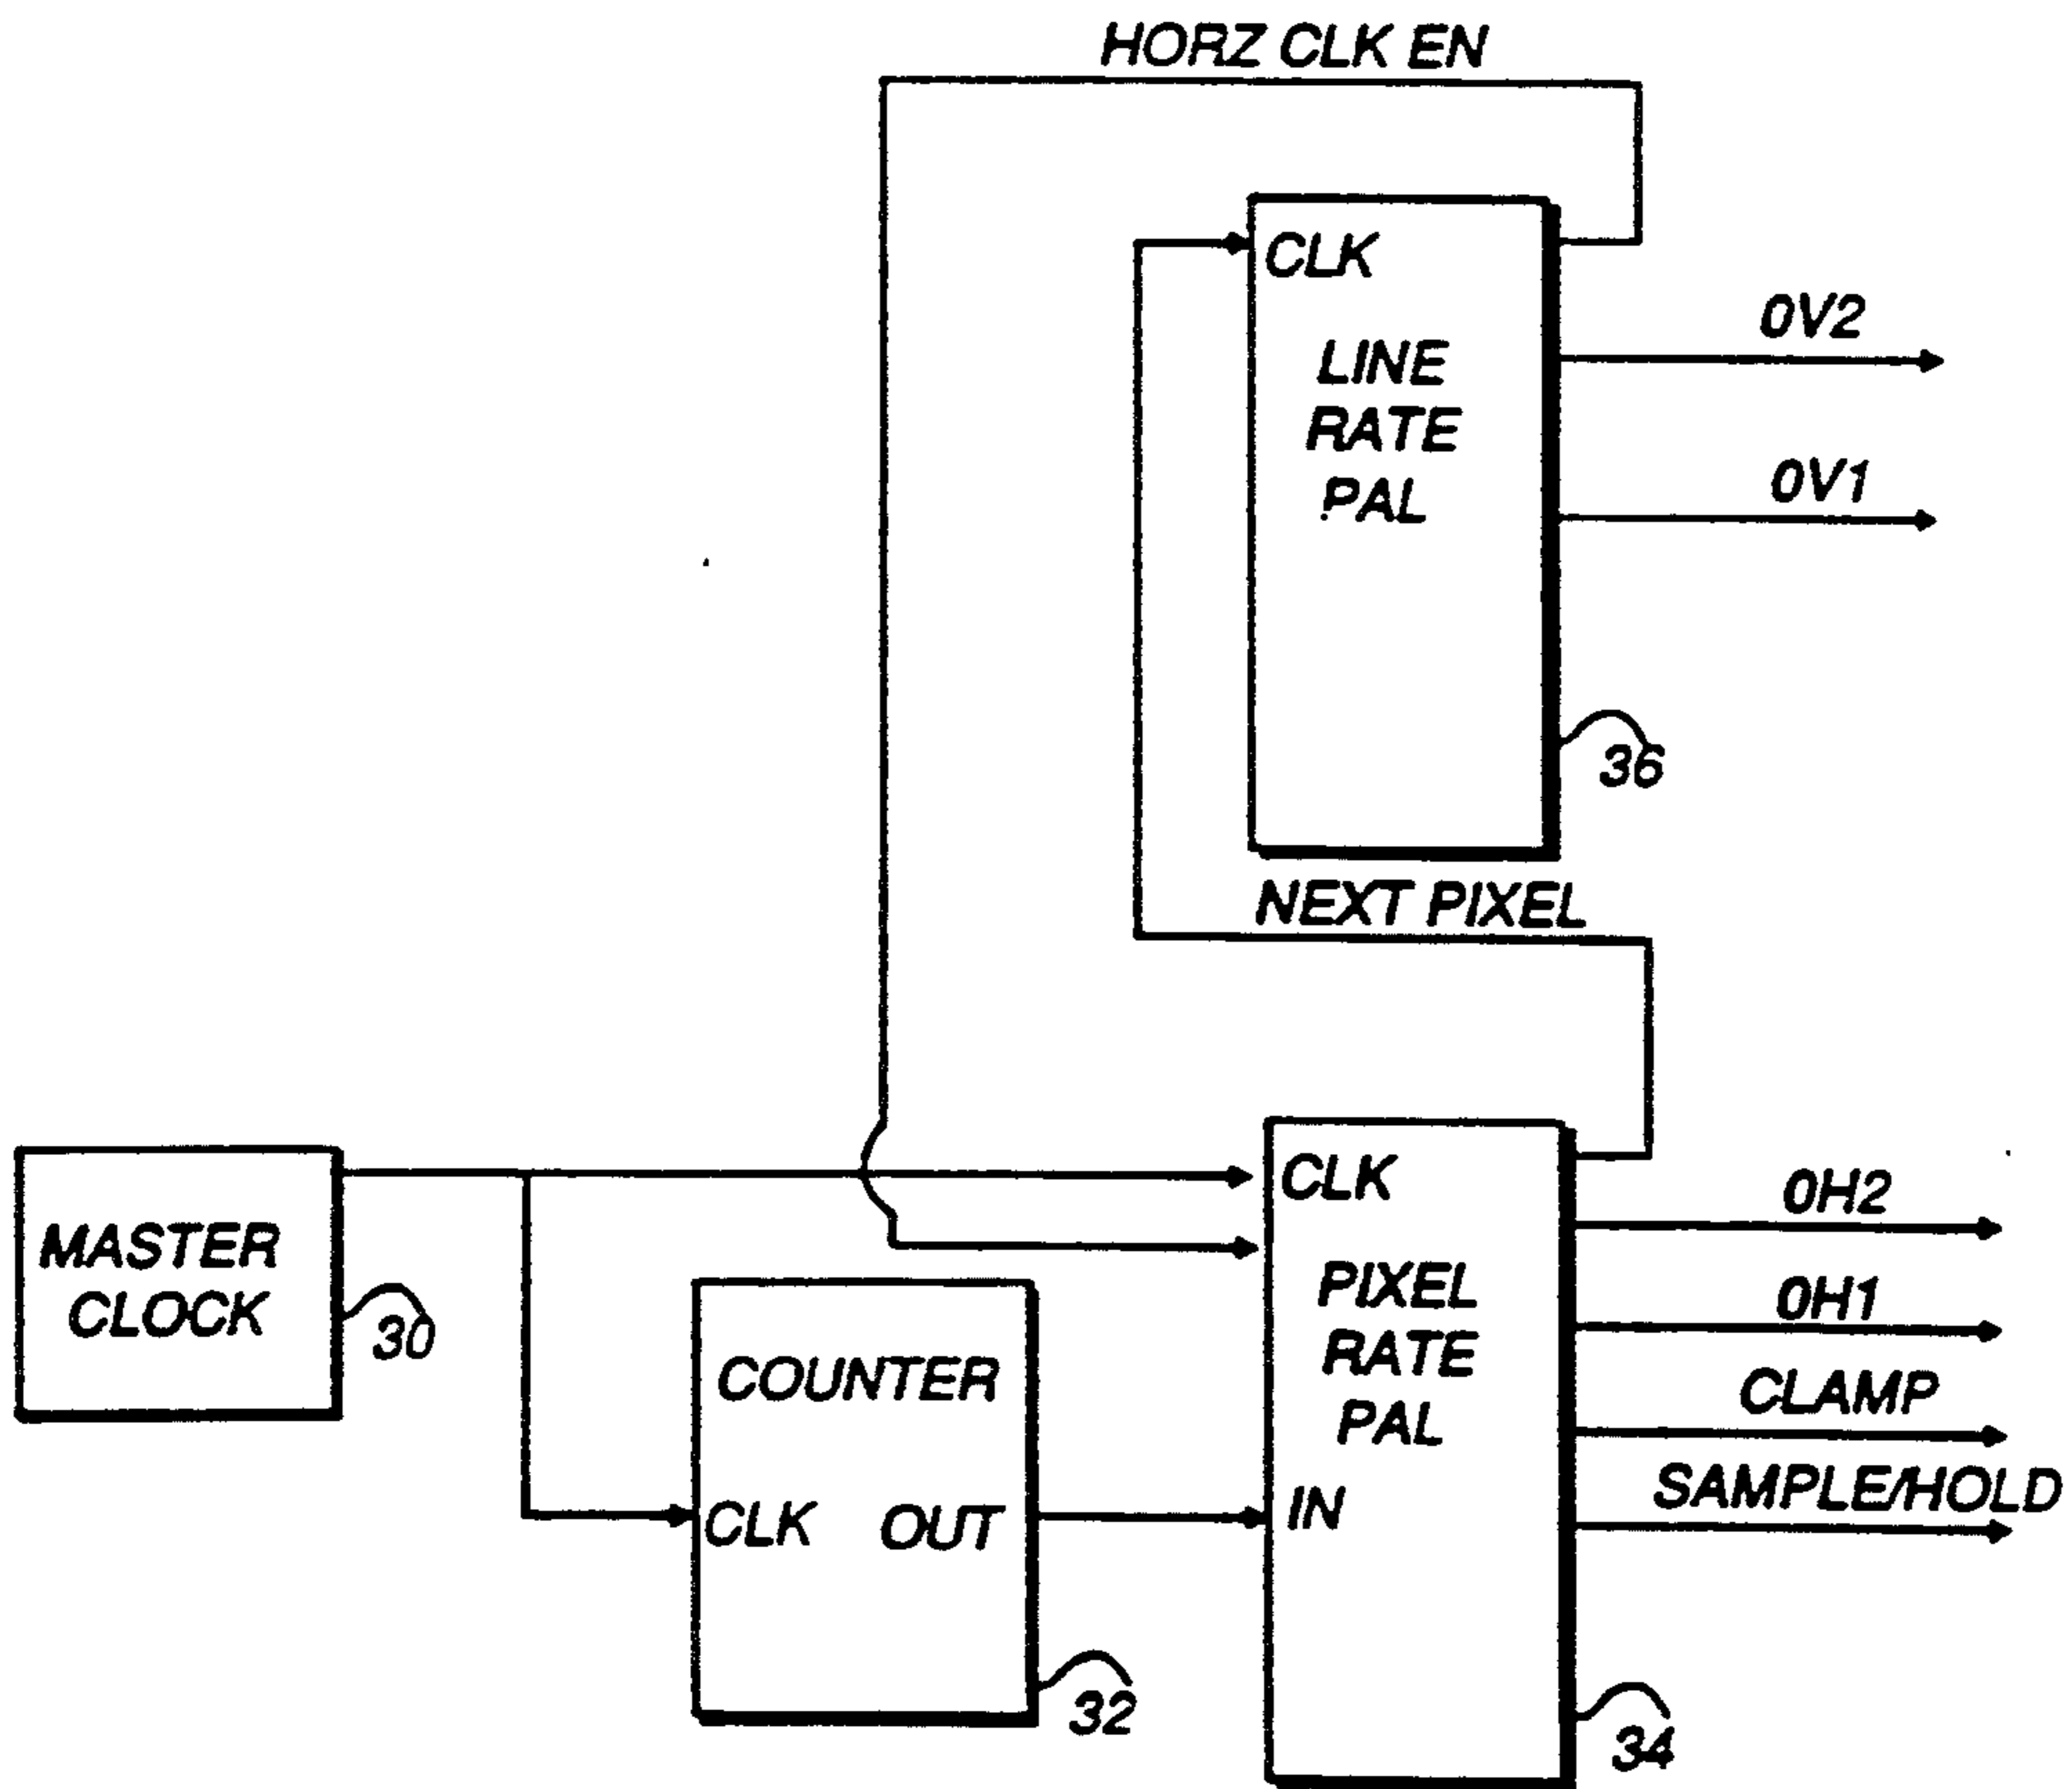 HORZ CLK EN
CLK
LINE
RATE
PAL
0V2
0V1
36
NEXT PIXEL
MASTER
CLOCK
30
COUNTER
CLK OUT
32
CLK
PIXEL
RATE
PAL
IN
0H2
0H1
CLAMP
SAMPLE/HOLD
34